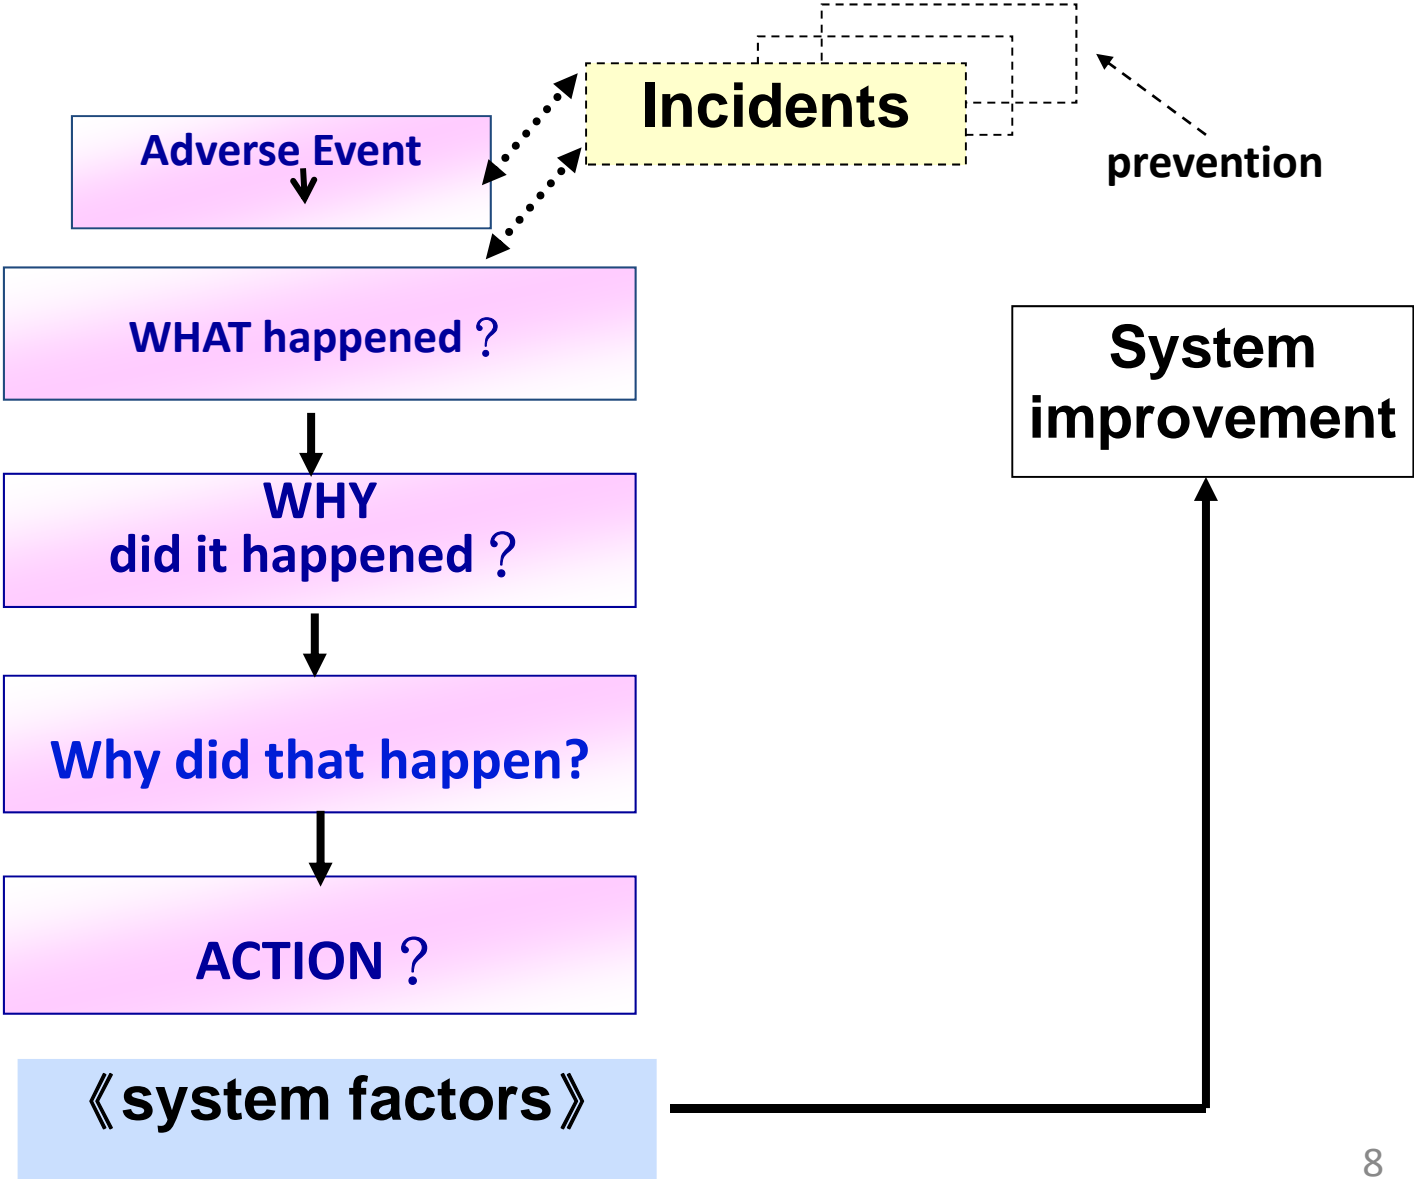 Incidents
Adverse Event
prevention
WHAT happened？
System
improvement
WHY
did it happened？
Why did that happen?
ACTION？
《system factors》
8